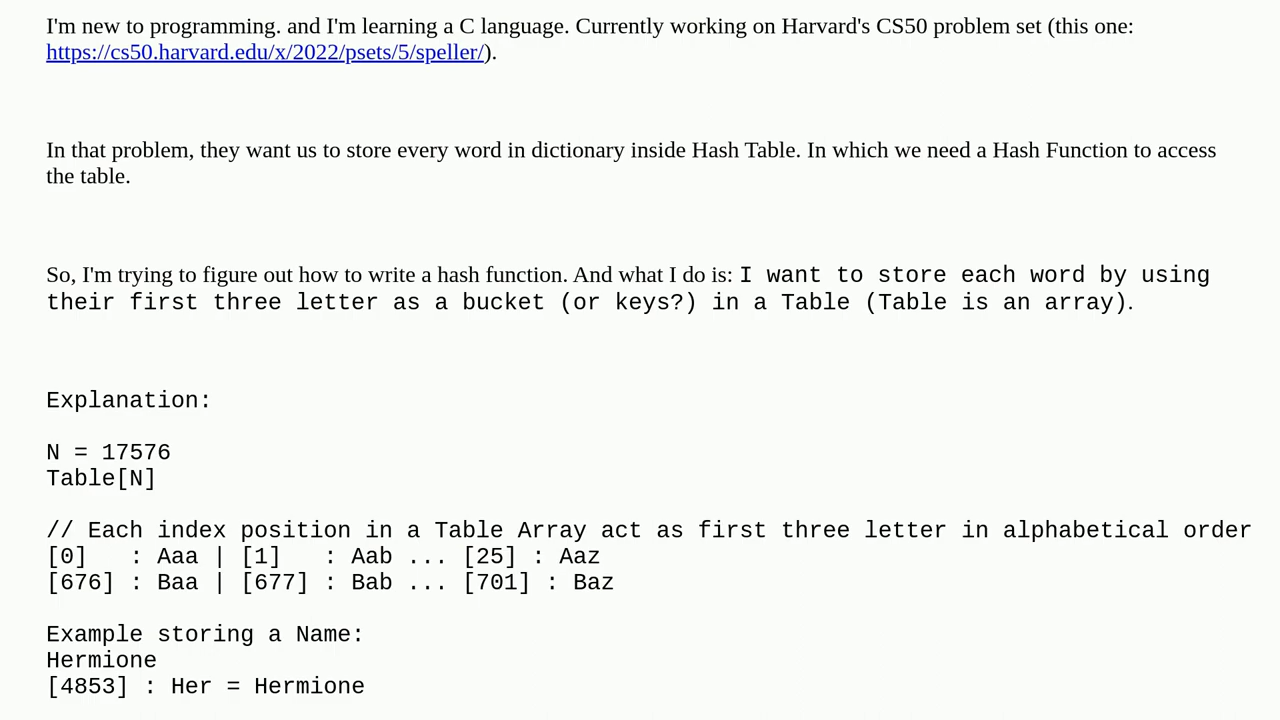 I'm new to programming. and I'm learning a C language. Currently working on Harvard's CS50 problem set (this one:
https://cs50.harvard.edu/x/2022/psets/5/speller/).
In that problem, they want us to store every word in dictionary inside Hash Table. In which we need a Hash Function to access
the table.
So, I'm trying to figure out how to write a hash function. And what I do is: I want to store each word by using
their first three letter as a bucket (or keys?) in a Table (Table is an array).
Explanation:
N = 17576
Table[N]
// Each index position in a Table Array act as first three letter in alphabetical order
[0]   : Aaa | [1]   : Aab ... [25] : Aaz
[676] : Baa | [677] : Bab ... [701] : Baz
Example storing a Name:
Hermione
[4853] : Her = Hermione